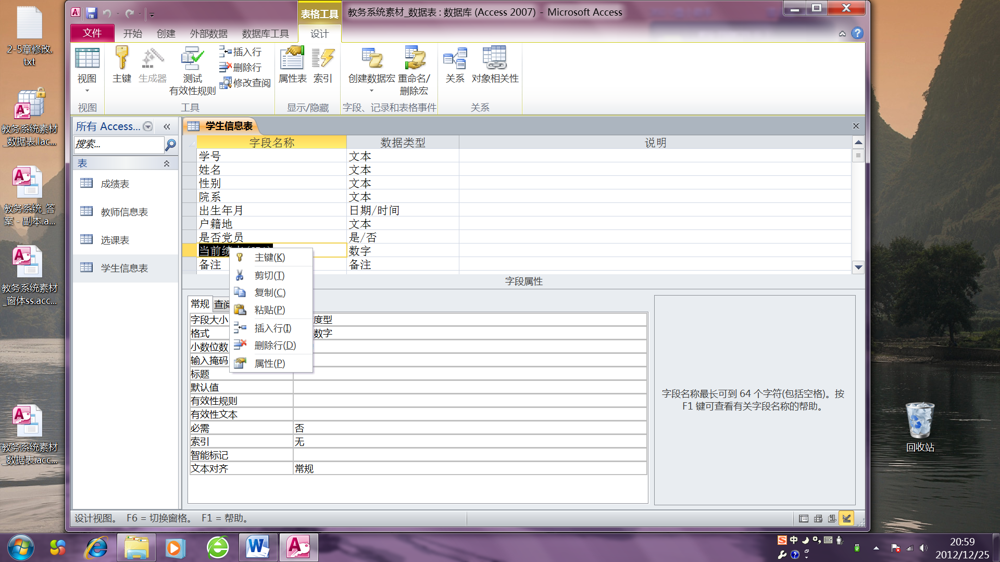 教务系统素材_数据表 : 数据库 (Access 2007) - Microsoft Access
表格工具
文件 开始 创建 外部数据 数据库工具 设计
视图
主键
生成器
测试
有效性规则
插入行
删除行
修改查阅
属性表
索引
创建数据宏
重命名/
删除宏
关系
对象相关性
视图 工具 显示/隐藏 字段、记录和表格事件 关系
所有 Access...
搜索...
表
成绩表
教师信息表
选课表
学生信息表
学生信息表
字段名称 数据类型 说明
学号 文本
姓名 文本
性别 文本
院系 文本
出生年月 日期/时间
户籍地 文本
是否党员 是/否
当前绩 数字
备注 备注
主键(K)
剪切(T)
复制(C)
粘贴(P)
插入行(I)
删除行(D)
属性(P)
字段属性
常规 查阅
字段大小 度型
格式 数字
小数位数
输入掩码
标题
默认值
有效性规则
有效性文本
必需 否
索引 无
智能标记
文本对齐 常规
字段名称最长可到 64 个字符(包括空格)。按
F1 键可查看有关字段名称的帮助。
设计视图。 F6 = 切换窗格。 F1 = 帮助。
2-5章修改.
txt
教务系统素材
_数据表.lac...
教务系统_答
案 - 副本.a...
教务系统素材
_窗体ss.acc...
教务系统素材
_数据表.acc...
回收站
中
20:59
2012/12/25